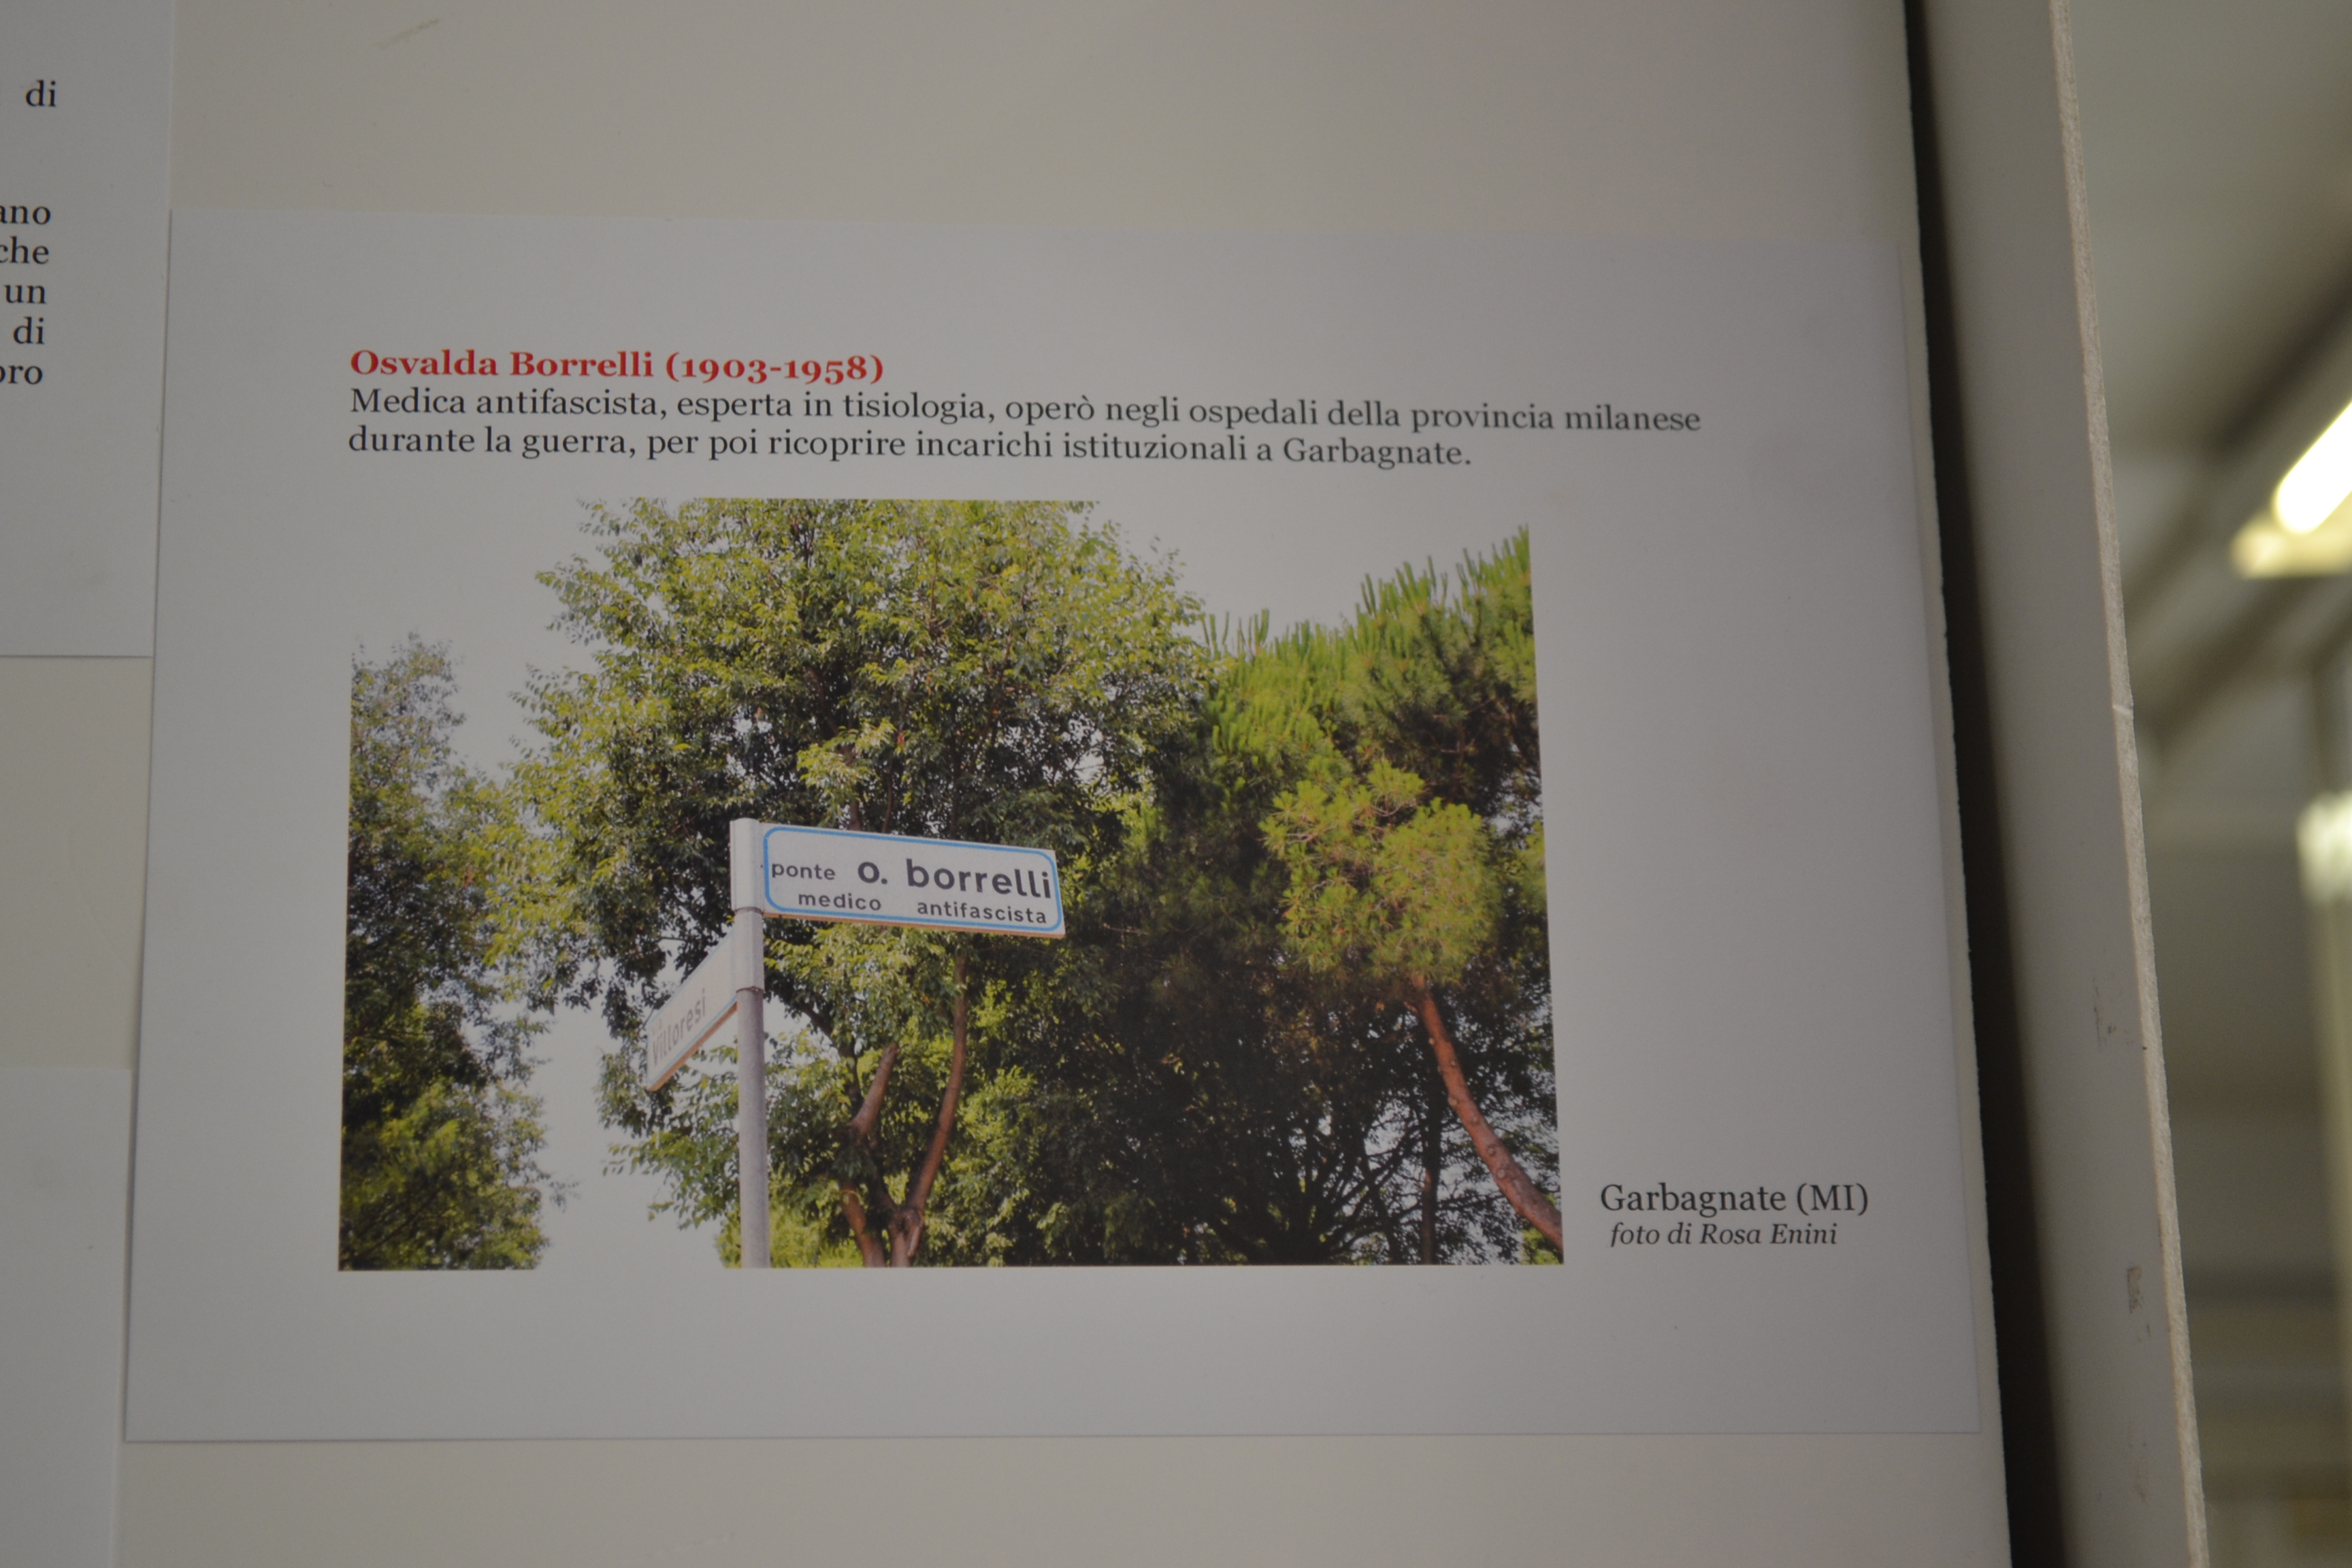 di
che
un
di
Osvalda Borrelli (1903-1958)
Medica antifascista, esperta in tisiologia, operò negli ospedali della provincia milanese
durante la guerra, per poi ricoprire incarichi istituzionali a Garbagnate.
ponte o. borrelli
medico antifascista
villoresi
Garbagnate (MI)
foto di Rosa Enini